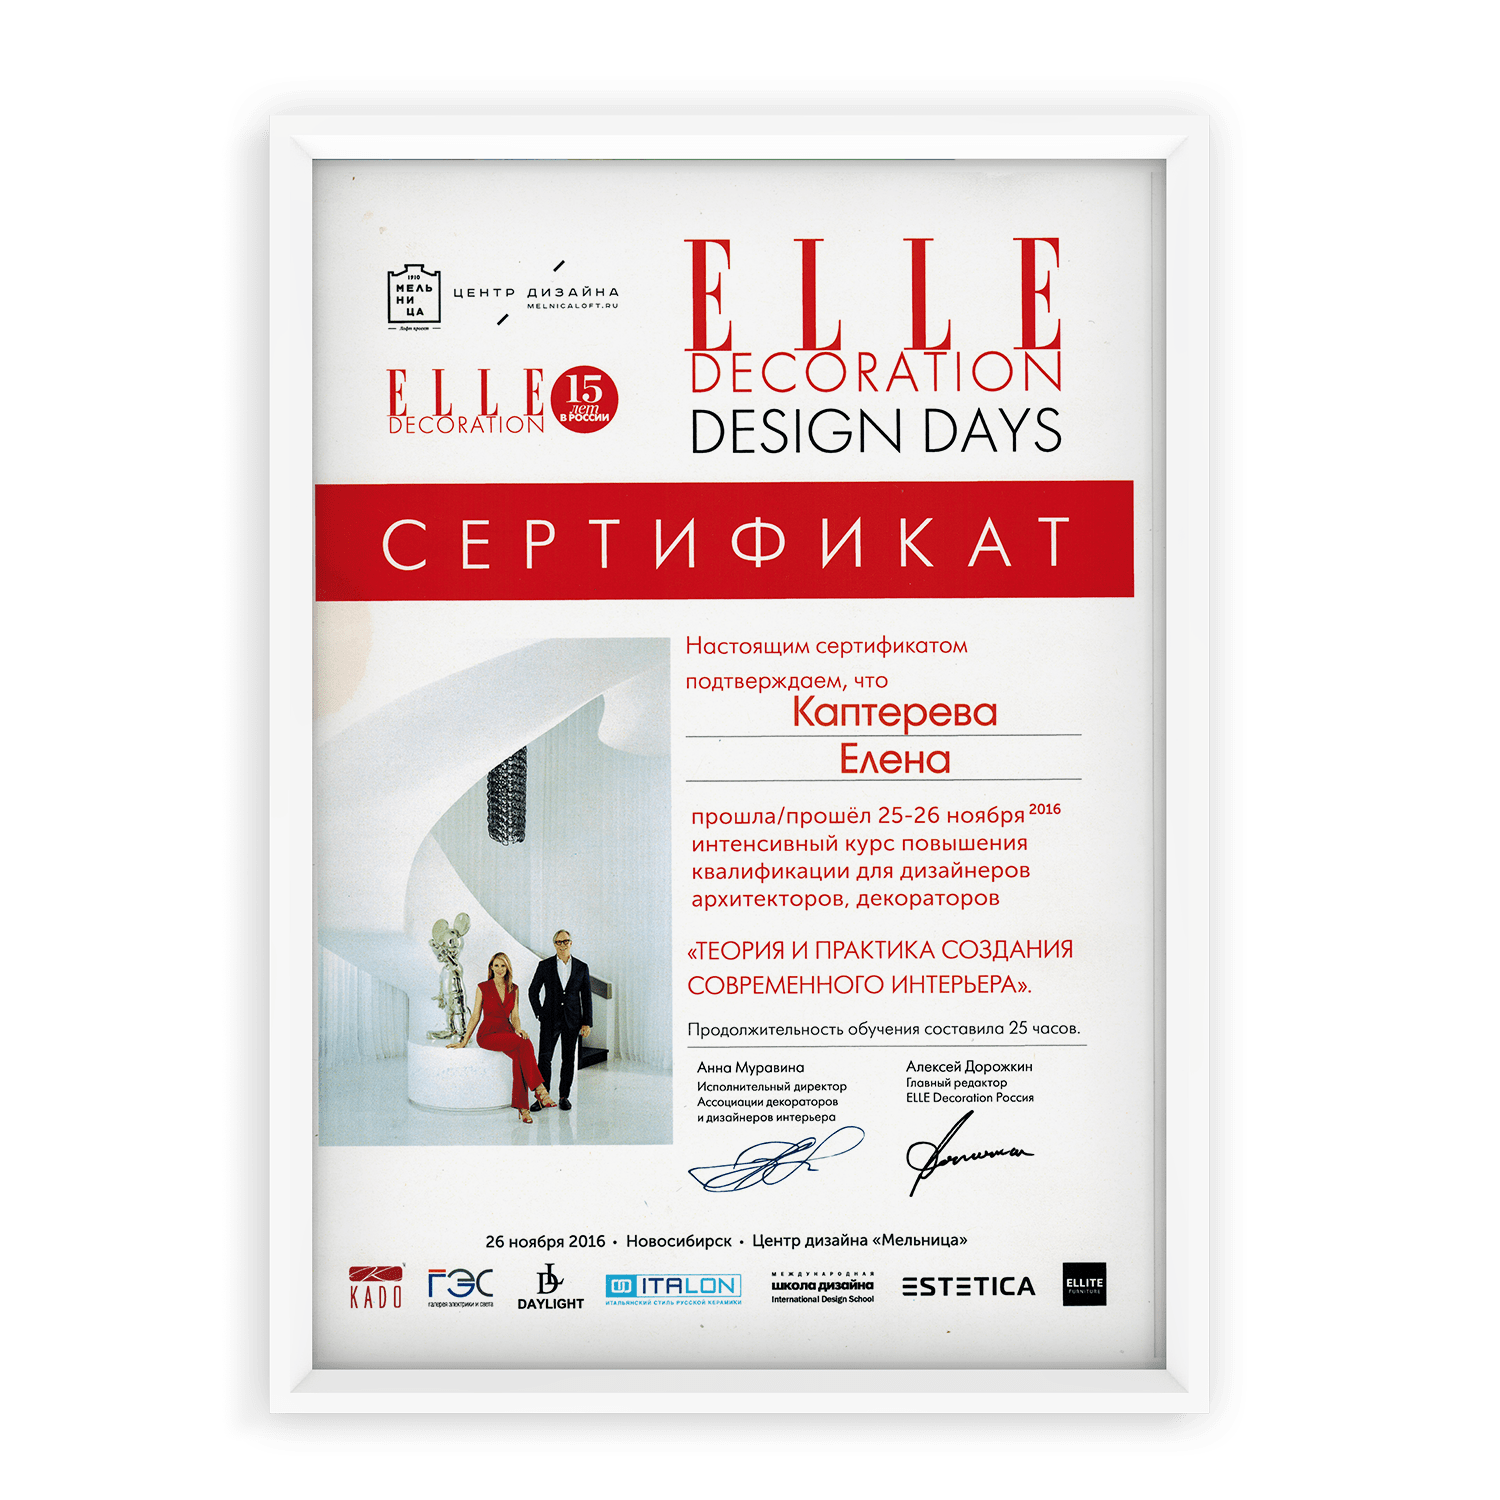 1910
МЕЛЬ
НИ
ЦА
Лофт проект
ЦЕНТР ДИЗАЙНА
MELNICALOFT.RU
ELLE
DECORATION
15
лет
В РОССИИ
ELLE
DECORATION
DESIGN DAYS
СЕРТИФИКАТ
Настоящим сертификатом
подтверждаем, что
Каптерева
Елена
прошла/прошёл 25-26 ноября 2016
интенсивный курс повышения
квалификации для дизайнеров
архитекторов, декораторов
«ТЕОРИЯ И ПРАКТИКА СОЗДАНИЯ
СОВРЕМЕННОГО ИНТЕРЬЕРА».
Продолжительность обучения составила 25 часов.
Анна Муравина
Исполнительный директор
Ассоциации декораторов
и дизайнеров интерьера
Алексей Дорожкин
Главный редактор
ELLE Decoration Россия
26 ноября 2016 • Новосибирск • Центр дизайна «Мельница»
KADO
ГЭС
галерея электрики и света
DL
DAYLIGHT
ITALON
ИТАЛЬЯНСКИЙ СТИЛЬ РУССКОЙ КЕРАМИКИ
МЕЖДУНАРОДНАЯ
школа дизайна
International Design School
ESTETICA
ELLITE
FURNITURE